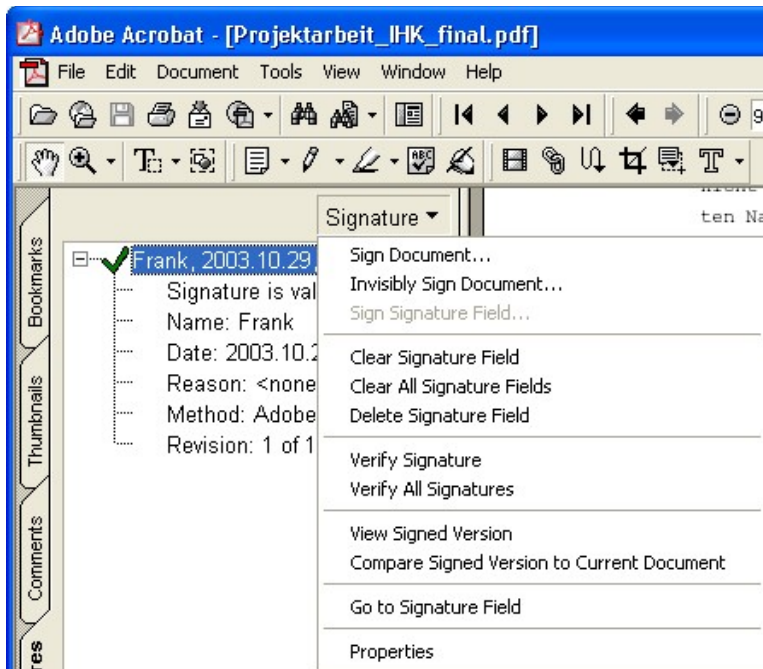 Adobe Acrobat - [Projektarbeit_IHK_final.pdf]
File Edit Document Tools View Window Help
9
T T
ABC
ten Na
Signature
Frank, 2003.10.29,
Signature is val
Name: Frank
Date: 2003.10.2
Reason: <none
Method: Adobe
Revision: 1 of 1
Sign Document...
Invisibly Sign Document...
Sign Signature Field...
Clear Signature Field
Clear All Signature Fields
Delete Signature Field
Verify Signature
Verify All Signatures
View Signed Version
Compare Signed Version to Current Document
Go to Signature Field
Properties
Bookmarks
Thumbnails
Comments
res